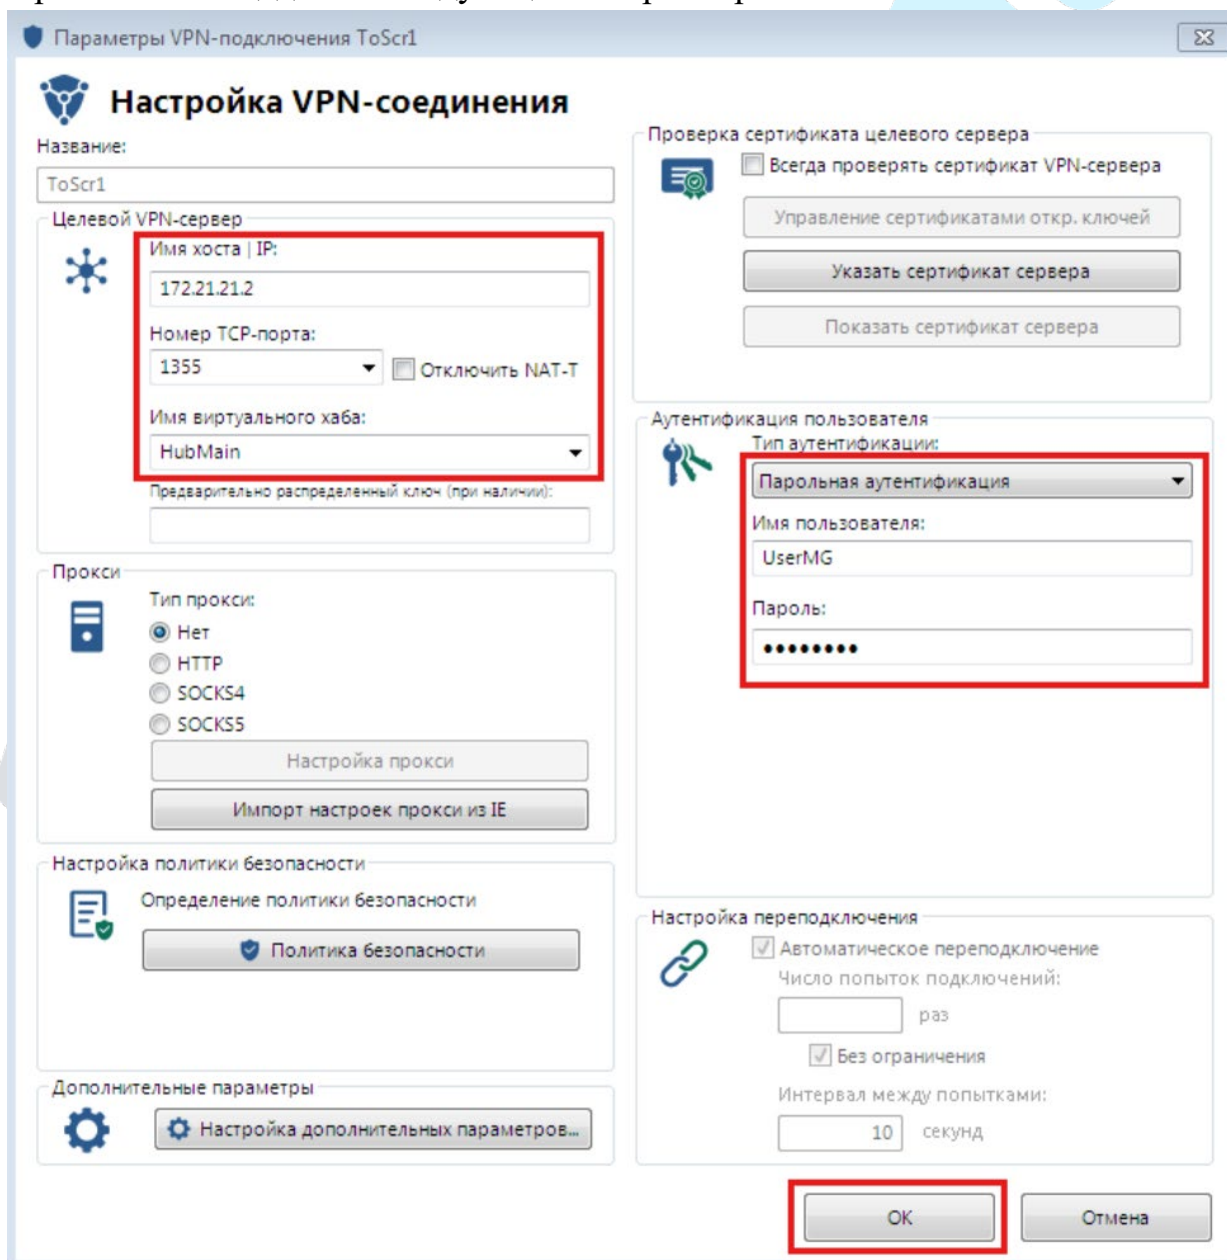 Параметры VPN-подключения ToScr1
Настройка VPN-соединения
Название:
ToScr1
Целевой VPN-сервер
Имя хоста | IP:
172.21.21.2
Номер TCP-порта:
1355
Отключить NAT-T
Имя виртуального хаба:
HubMain
Предварительно распределенный ключ (при наличии):
Прокси
Тип прокси:
Нет
HTTP
SOCKS4
SOCKS5
Настройка прокси
Импорт настроек прокси из IE
Настройка политики безопасности
Определение политики безопасности
Политика безопасности
Дополнительные параметры
Настройка дополнительных параметров...
Проверка сертификата целевого сервера
Всегда проверять сертификат VPN-сервера
Управление сертификатами откр. ключей
Указать сертификат сервера
Показать сертификат сервера
Аутентификация пользователя
Тип аутентификации:
Парольная аутентификация
Имя пользователя:
UserMG
Пароль:
••••••••
Настройка переподключения
Автоматическое переподключение
Число попыток подключений:
раз
Без ограничения
Интервал между попытками:
10 секунд
OK
Отмена